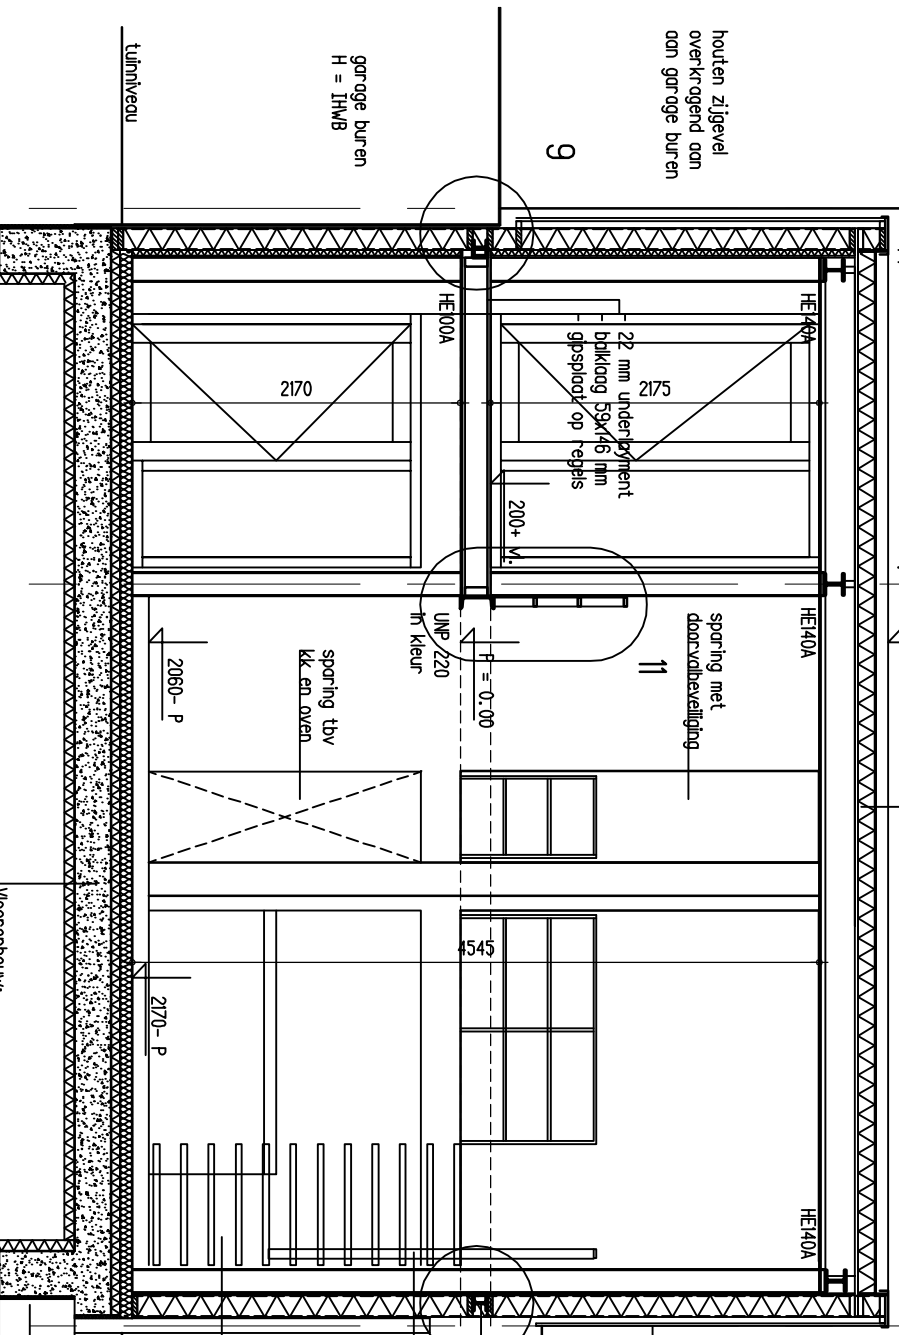 houten zijgevel
overkragend aan
aan garage buren
9
garage buren
H = IHWB
tuinniveau
HE140A
HE100A
22 mm underlayment
balklaag 59x146 mm
gipsplaat op regels
2175
2170
200+ vl.
HE140A
sparing met
doorvalbeveiliging
11
P = 0.00
UNP 220
in kleur
sparing tbv
kk en oven
2060- P
4545
2170- P
HE140A